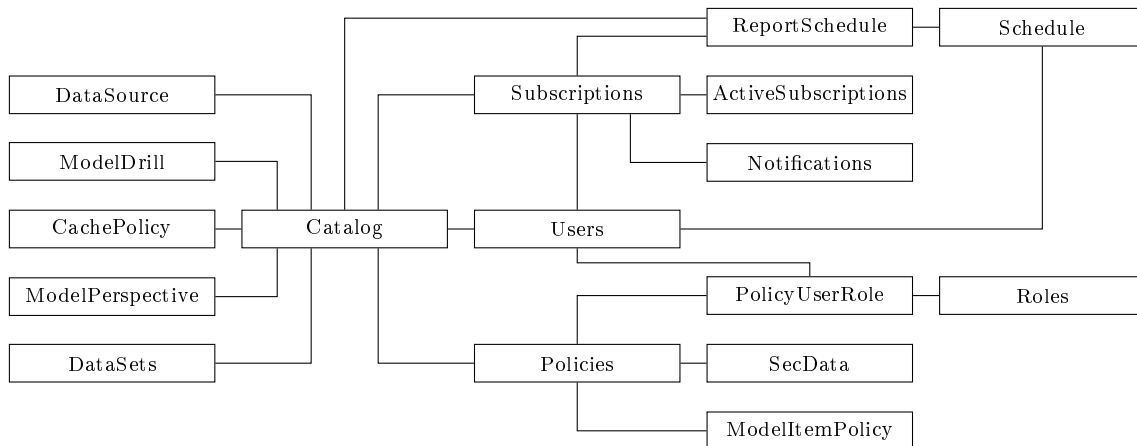 ReportSchedule
Schedule
DataSource
Subscriptions
ActiveSubscriptions
ModelDrill
Notifications
CachePolicy
Catalog
Users
ModelPerspective
PolicyUserRole
Roles
DataSets
Policies
SecData
ModelItemPolicy